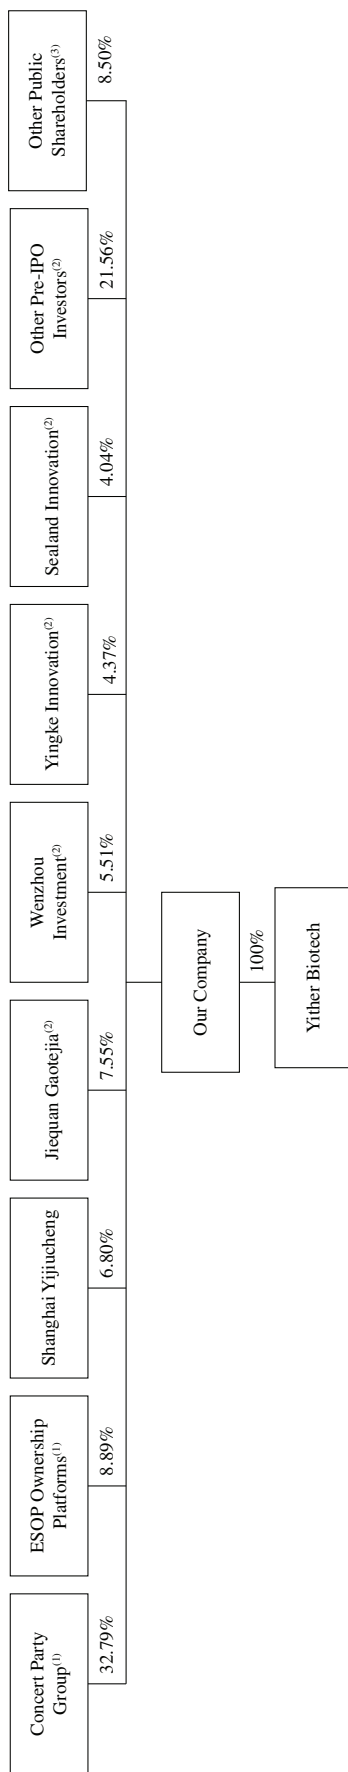 Concert Party
Group(1)
32.79%
ESOP Ownership
Platforms(1)
8.89%
Shanghai Yijiucheng
6.80%
Jiequan Gaotejia(2)
7.55%
Wenzhou
Investment(2)
5.51%
Yingke Innovation(2)
4.37%
Sealand Innovation(2)
4.04%
Other Pre-IPO
Investors(2)
21.56%
Other Public
Shareholders(3)
8.50%
Our Company
100%
Yither Biotech